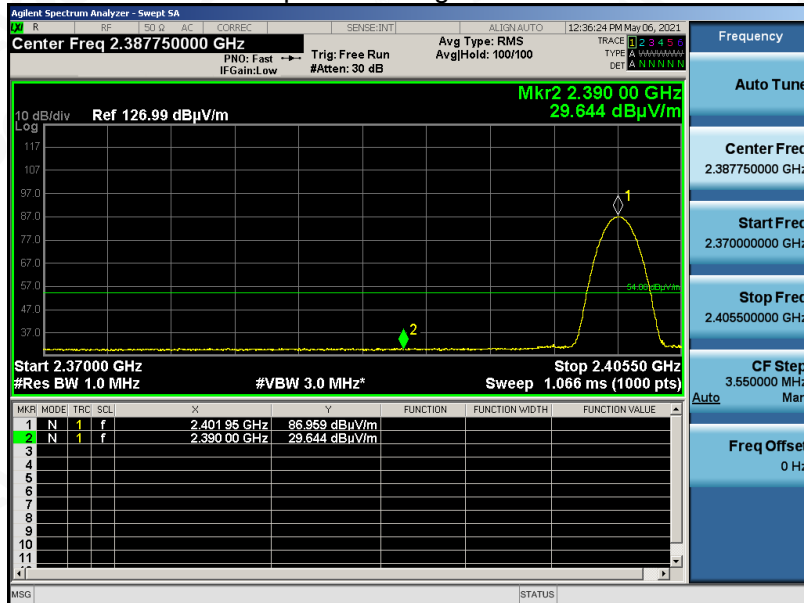 Agilent Spectrum Analyzer - Swept SA
LXI R RF 50 Ω AC CORREC SENSE:INT ALIGN AUTO 12:36:24 PM May 06, 2021
Center Freq 2.387750000 GHz
PNO: Fast
IFGain:Low
Trig: Free Run
#Atten: 30 dB
Avg Type: RMS
Avg|Hold: 100/100
TRACE 1 2 3 4 5 6
TYPE A
DET A N N N N N
Mkr2 2.390 00 GHz
29.644 dBµV/m
10 dB/div Ref 126.99 dBµV/m
Log
117
107
97.0
87.0
77.0
67.0
57.0
47.0
37.0
1
54.00 dBµV/m
2
Start 2.37000 GHz Stop 2.40550 GHz
#Res BW 1.0 MHz #VBW 3.0 MHz* Sweep 1.066 ms (1000 pts)
MKR MODE TRC SCL X Y FUNCTION FUNCTION WIDTH FUNCTION VALUE
1 N 1 f 2.401 95 GHz 86.959 dBµV/m
2 N 1 f 2.390 00 GHz 29.644 dBµV/m
3
4
5
6
7
8
9
10
11
MSG STATUS
Frequency
Auto Tune
Center Freq
2.387750000 GHz
Start Freq
2.370000000 GHz
Stop Freq
2.405500000 GHz
CF Step
3.550000 MHz
Auto Man
Freq Offset
0 Hz